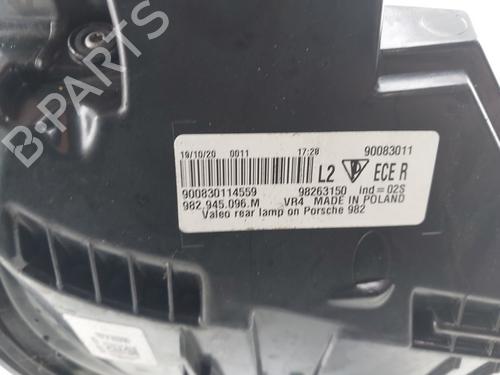 B-PARTS
19/10/20 0011 17:28 90083011
L2 ECE R
900830114559 98263150 ind=02S
982.945.096.M VR4 MADE IN POLAND
Valeo rear lamp on Porsche 982